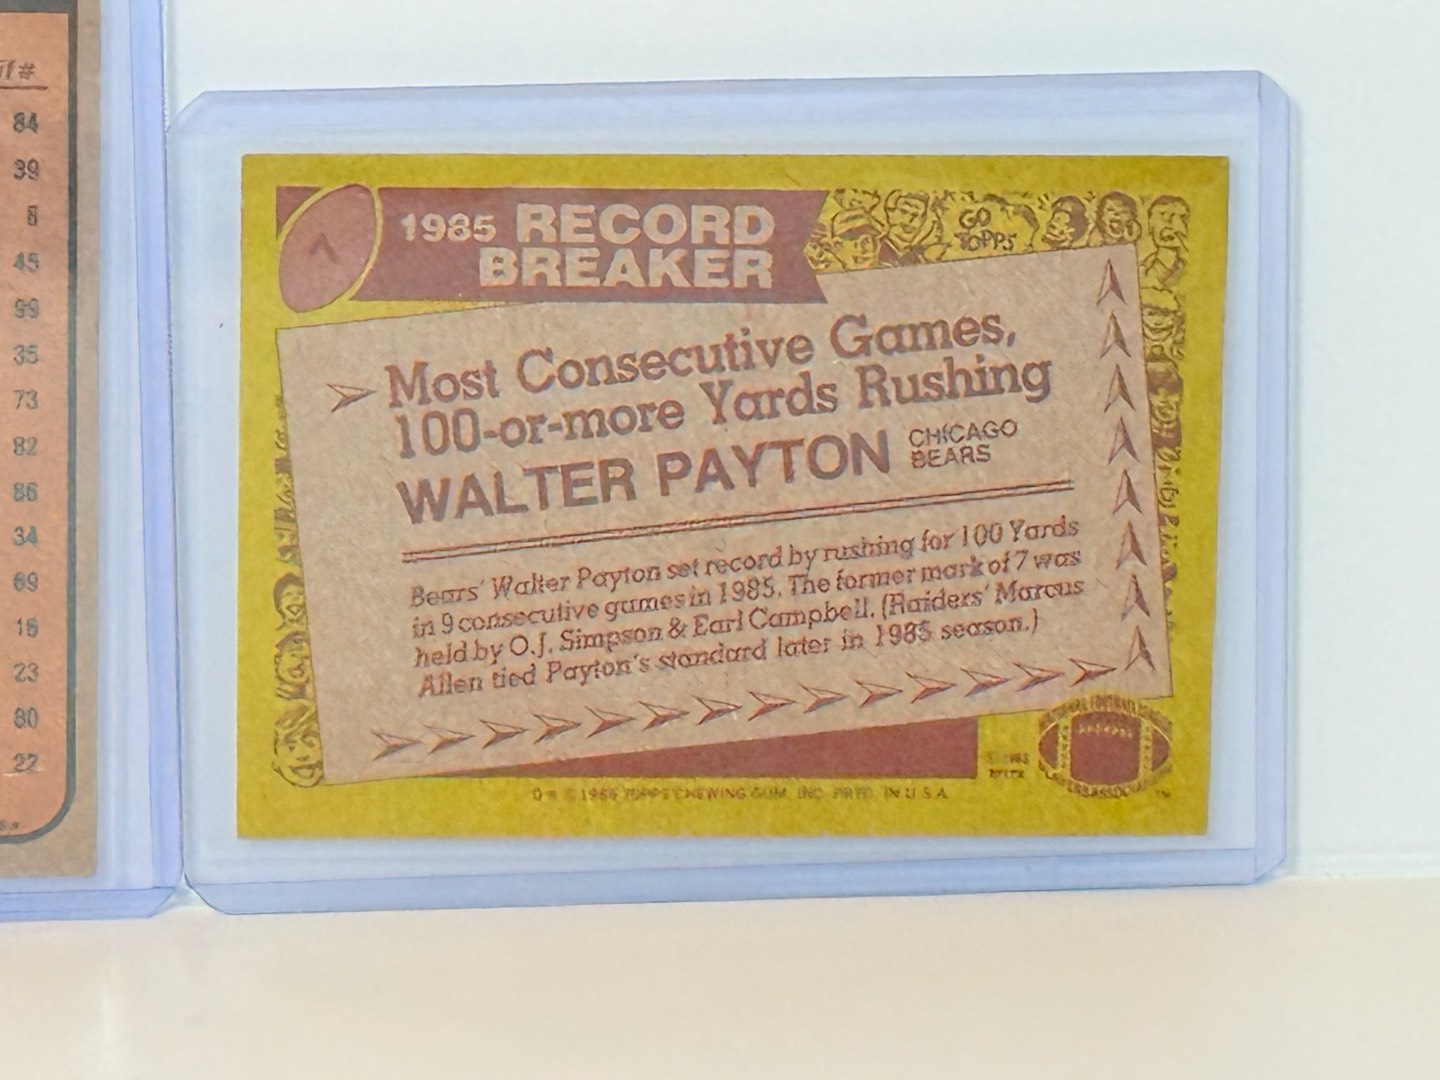 #
84
39
8
45
99
35
73
82
86
34
69
16
23
80
22
1985 RECORD
BREAKER
GO
TOPPS
Most Consecutive Games,
100-or-more Yards Rushing
WALTER PAYTON CHICAGO
BEARS
Bears' Walter Payton set record by rushing for 100 Yards
in 9 consecutive games in 1985. The former mark of 7 was
held by O.J. Simpson & Earl Campbell. (Raiders' Marcus
Allen tied Payton's standard later in 1985 season.)
© 1986 TOPPS CHEWING GUM, INC. PRTD. IN U.S.A.